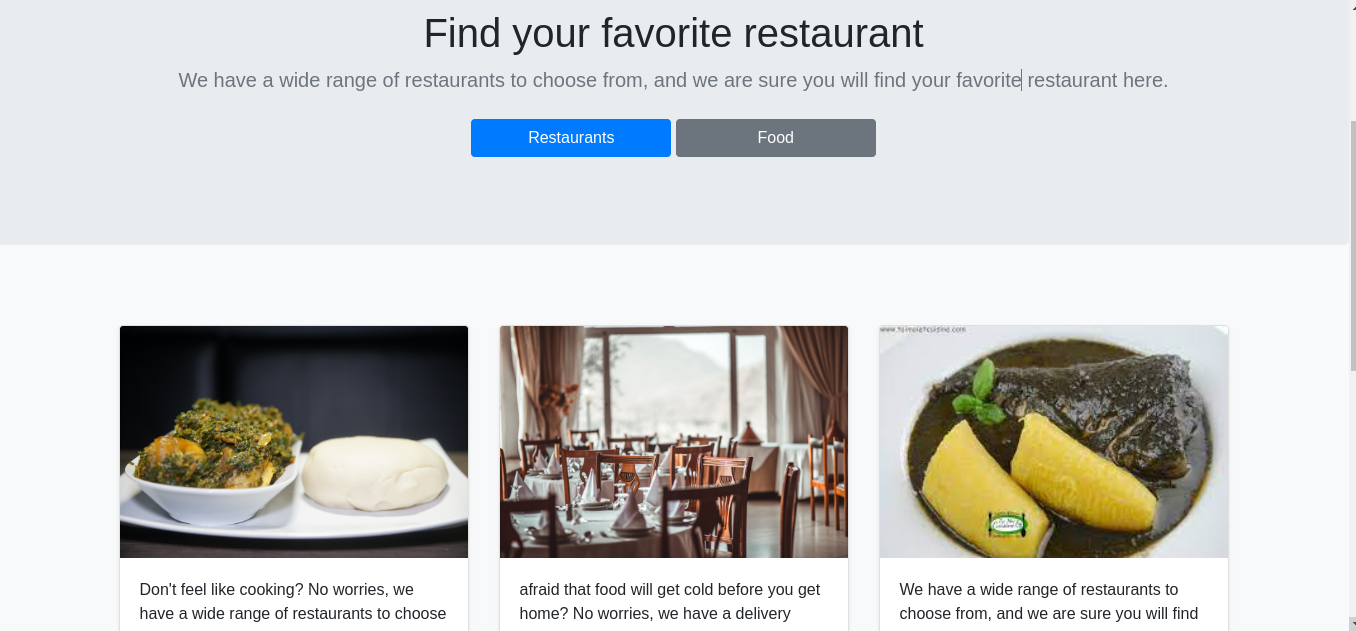 Find your favorite restaurant
We have a wide range of restaurants to choose from, and we are sure you will find your favorite restaurant here.
Restaurants
Food
Don't feel like cooking? No worries, we
have a wide range of restaurants to choose
afraid that food will get cold before you get
home? No worries, we have a delivery
We have a wide range of restaurants to
choose from, and we are sure you will find